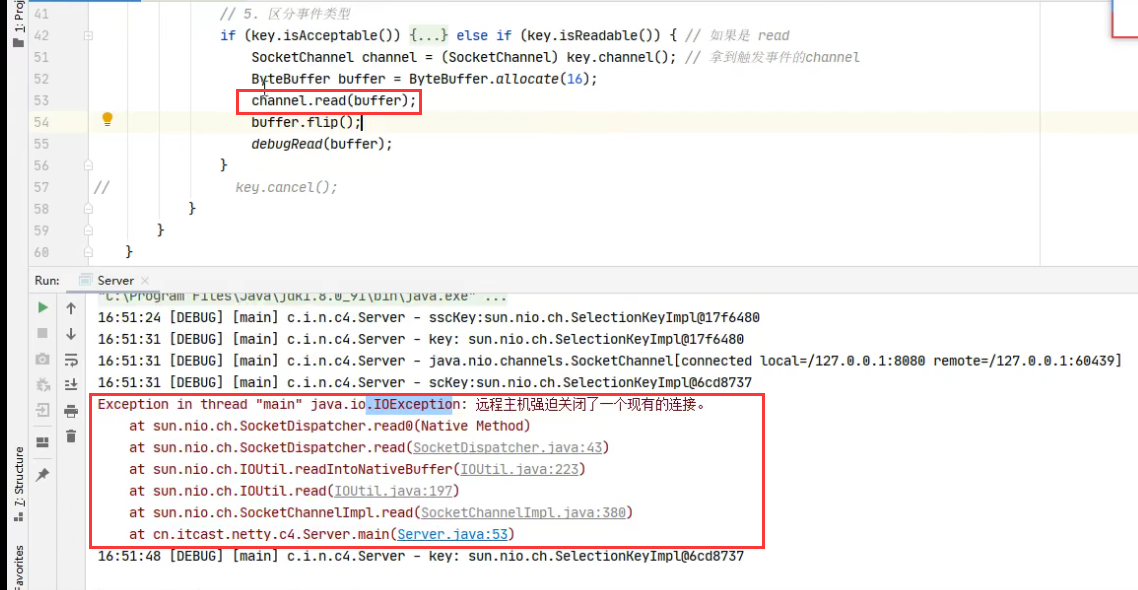 1: Proj
41 // 5. 区分事件类型
42 if (key.isAcceptable()) {...} else if (key.isReadable()) { // 如果是 read
51 SocketChannel channel = (SocketChannel) key.channel(); // 拿到触发事件的channel
52 ByteBuffer buffer = ByteBuffer.allocate(16);
53 channel.read(buffer);
54 buffer.flip();
55 debugRead(buffer);
56 }
57 // key.cancel();
58 }
59 }
60 }
Run: Server
"C:\Program Files\Java\jdk1.8.0_91\bin\java.exe" ...
16:51:24 [DEBUG] [main] c.i.n.c4.Server - sscKey:sun.nio.ch.SelectionKeyImpl@17f6480
16:51:31 [DEBUG] [main] c.i.n.c4.Server - key: sun.nio.ch.SelectionKeyImpl@17f6480
16:51:31 [DEBUG] [main] c.i.n.c4.Server - java.nio.channels.SocketChannel[connected local=/127.0.0.1:8080 remote=/127.0.0.1:60439]
16:51:31 [DEBUG] [main] c.i.n.c4.Server - scKey:sun.nio.ch.SelectionKeyImpl@6cd8737
Exception in thread "main" java.io.IOException: 远程主机强迫关闭了一个现有的连接。
at sun.nio.ch.SocketDispatcher.read0(Native Method)
at sun.nio.ch.SocketDispatcher.read(SocketDispatcher.java:43)
at sun.nio.ch.IOUtil.readIntoNativeBuffer(IOUtil.java:223)
at sun.nio.ch.IOUtil.read(IOUtil.java:197)
at sun.nio.ch.SocketChannelImpl.read(SocketChannelImpl.java:380)
at cn.itcast.netty.c4.Server.main(Server.java:53)
16:51:48 [DEBUG] [main] c.i.n.c4.Server - key: sun.nio.ch.SelectionKeyImpl@6cd8737
7: Structure
Favorites